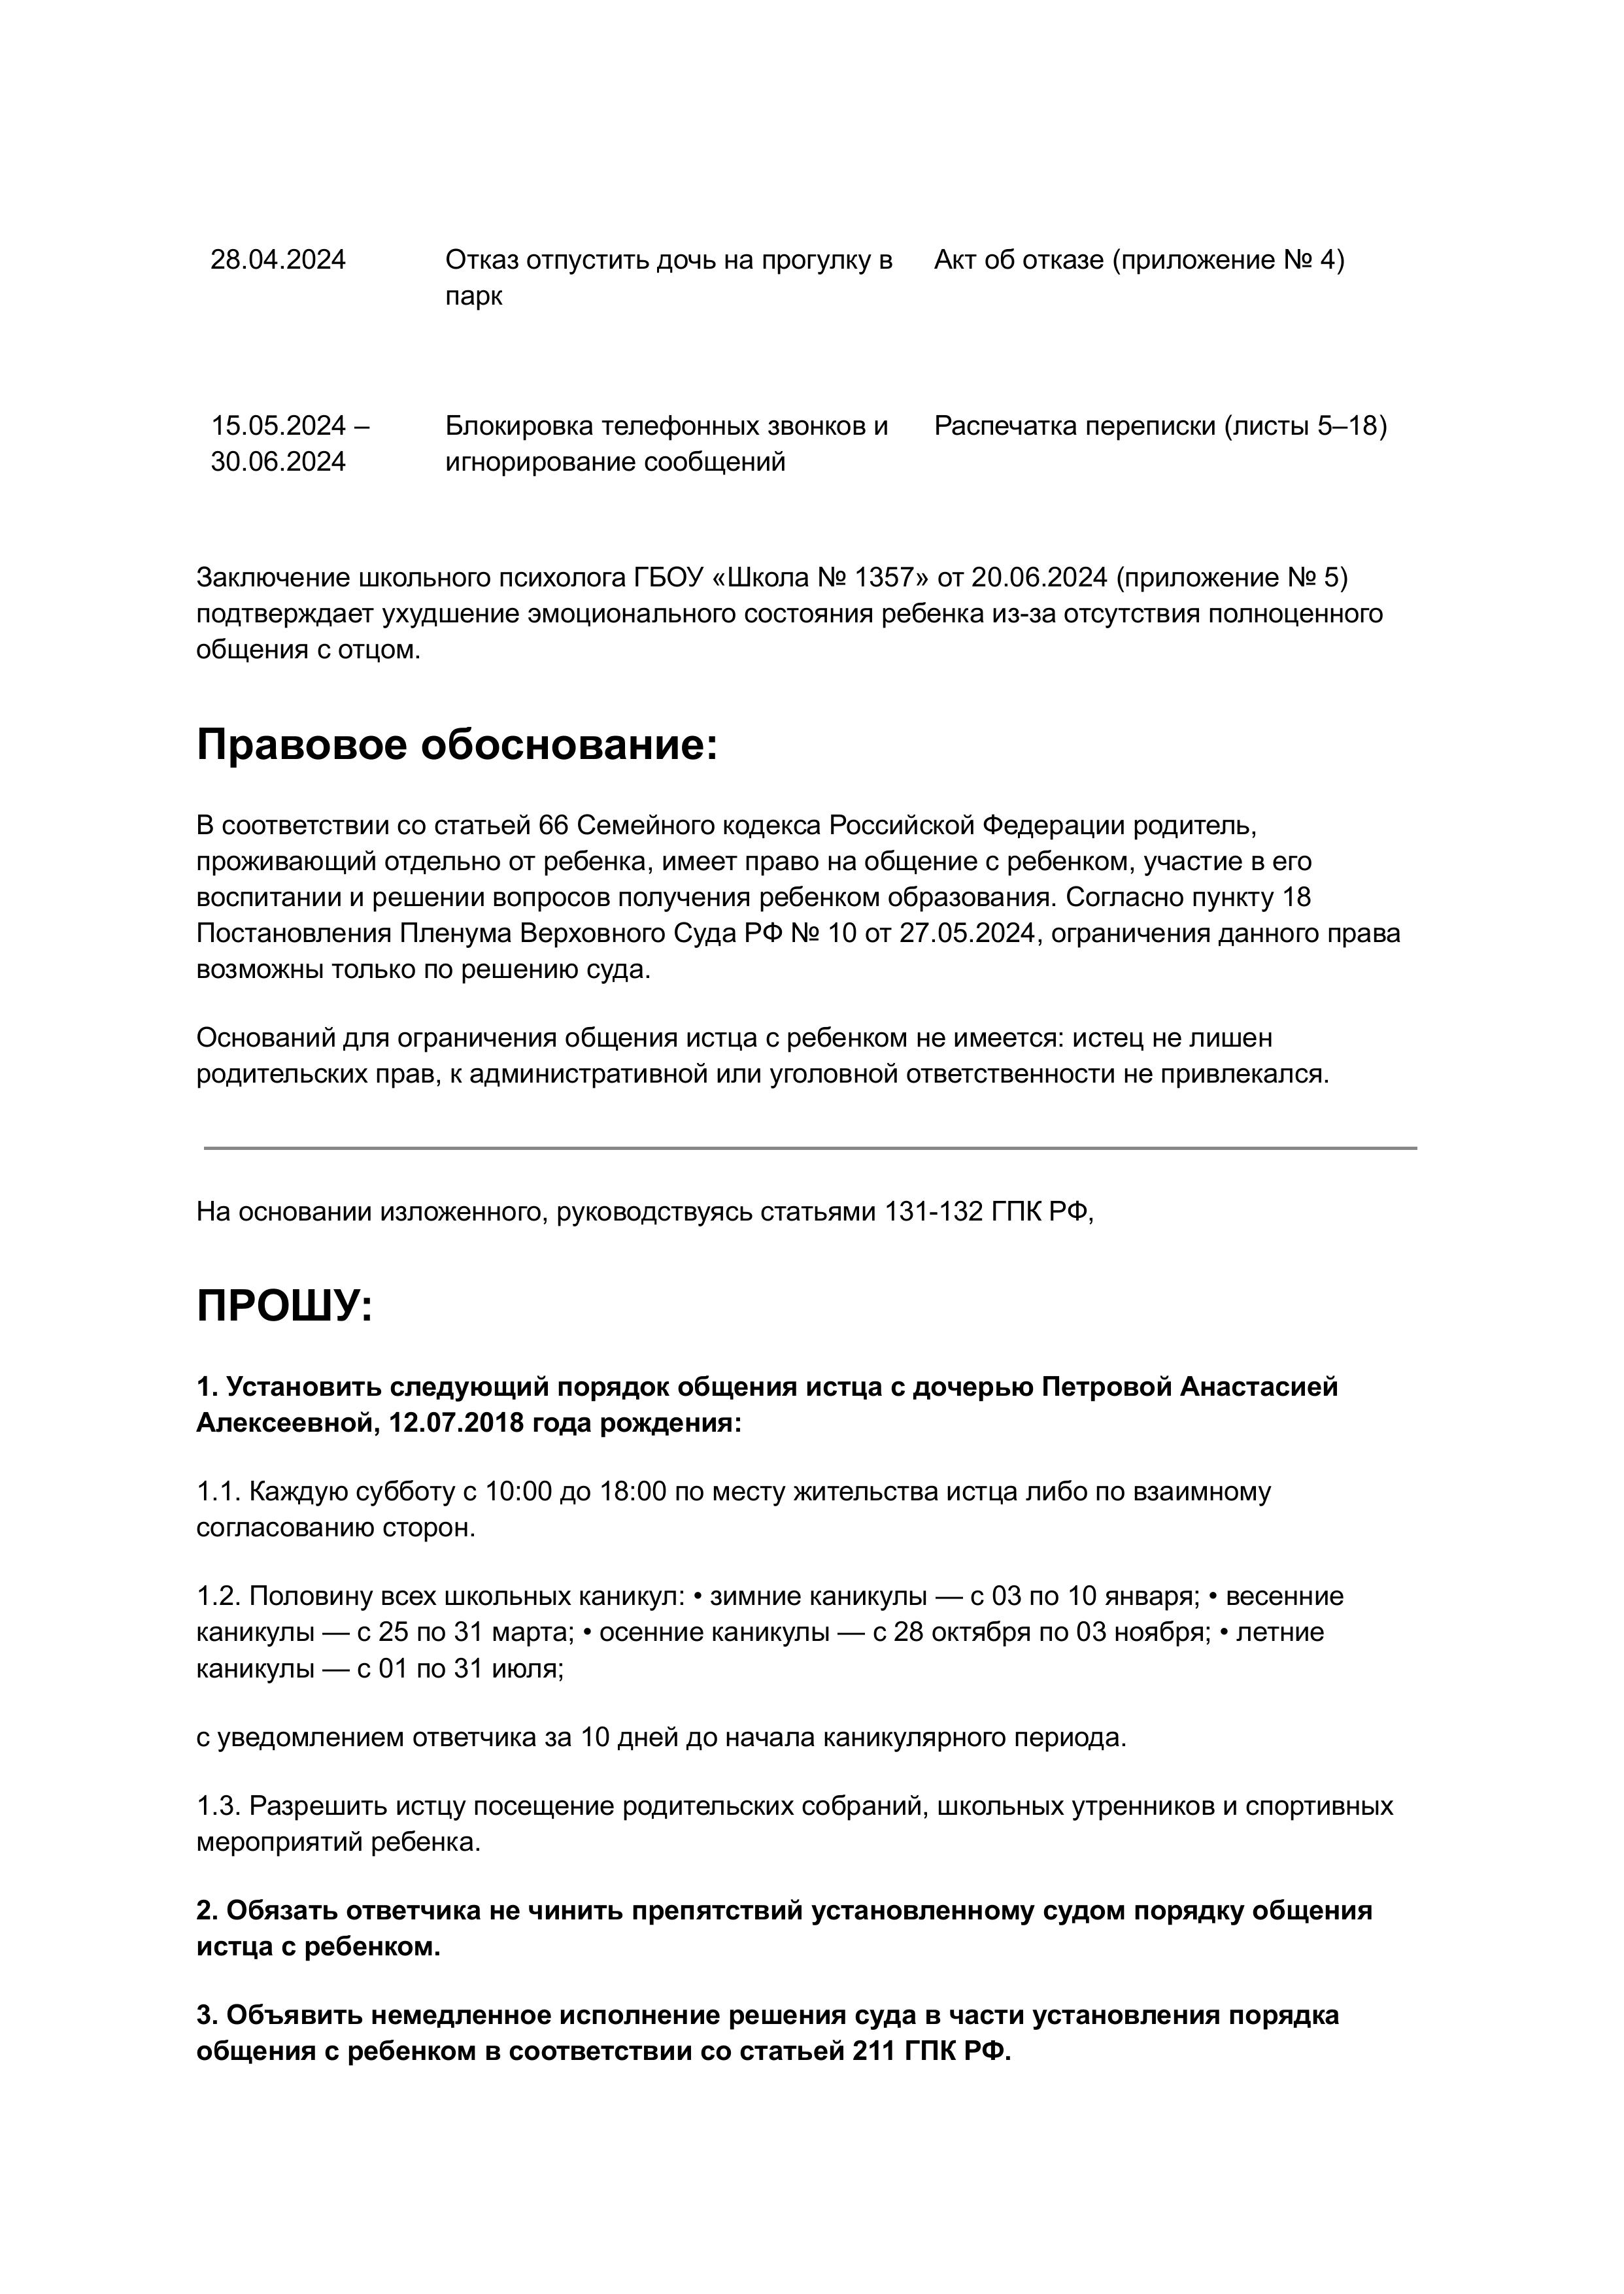 28.04.2024 Отказ отпустить дочь на прогулку в Акт об отказе (приложение № 4)
парк
15.05.2024 – Блокировка телефонных звонков и Распечатка переписки (листы 5–18)
30.06.2024 игнорирование сообщений
Заключение школьного психолога ГБОУ «Школа № 1357» от 20.06.2024 (приложение № 5)
подтверждает ухудшение эмоционального состояния ребенка из-за отсутствия полноценного
общения с отцом.
Правовое обоснование:
В соответствии со статьей 66 Семейного кодекса Российской Федерации родитель,
проживающий отдельно от ребенка, имеет право на общение с ребенком, участие в его
воспитании и решении вопросов получения ребенком образования. Согласно пункту 18
Постановления Пленума Верховного Суда РФ № 10 от 27.05.2024, ограничения данного права
возможны только по решению суда.
Оснований для ограничения общения истца с ребенком не имеется: истец не лишен
родительских прав, к административной или уголовной ответственности не привлекался.
На основании изложенного, руководствуясь статьями 131-132 ГПК РФ,
ПРОШУ:
1. Установить следующий порядок общения истца с дочерью Петровой Анастасией
Алексеевной, 12.07.2018 года рождения:
1.1. Каждую субботу с 10:00 до 18:00 по месту жительства истца либо по взаимному
согласованию сторон.
1.2. Половину всех школьных каникул: • зимние каникулы — с 03 по 10 января; • весенние
каникулы — с 25 по 31 марта; • осенние каникулы — с 28 октября по 03 ноября; • летние
каникулы — с 01 по 31 июля;
с уведомлением ответчика за 10 дней до начала каникулярного периода.
1.3. Разрешить истцу посещение родительских собраний, школьных утренников и спортивных
мероприятий ребенка.
2. Обязать ответчика не чинить препятствий установленному судом порядку общения
истца с ребенком.
3. Объявить немедленное исполнение решения суда в части установления порядка
общения с ребенком в соответствии со статьей 211 ГПК РФ.